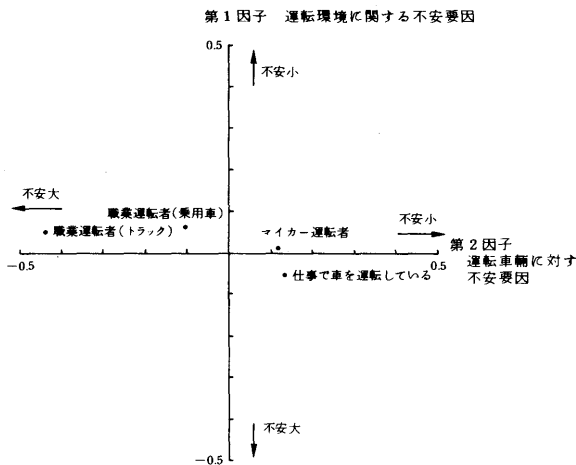 第1因子　運転環境に関する不安要因
0.5
不安小
不安大
職業運転者(乗用車)
職業運転者(トラック)
マイカー運転者
不安小
-0.5
0.5
第2因子
運転車輛に対す
不安要因
仕事で車を運転している
不安大
-0.5